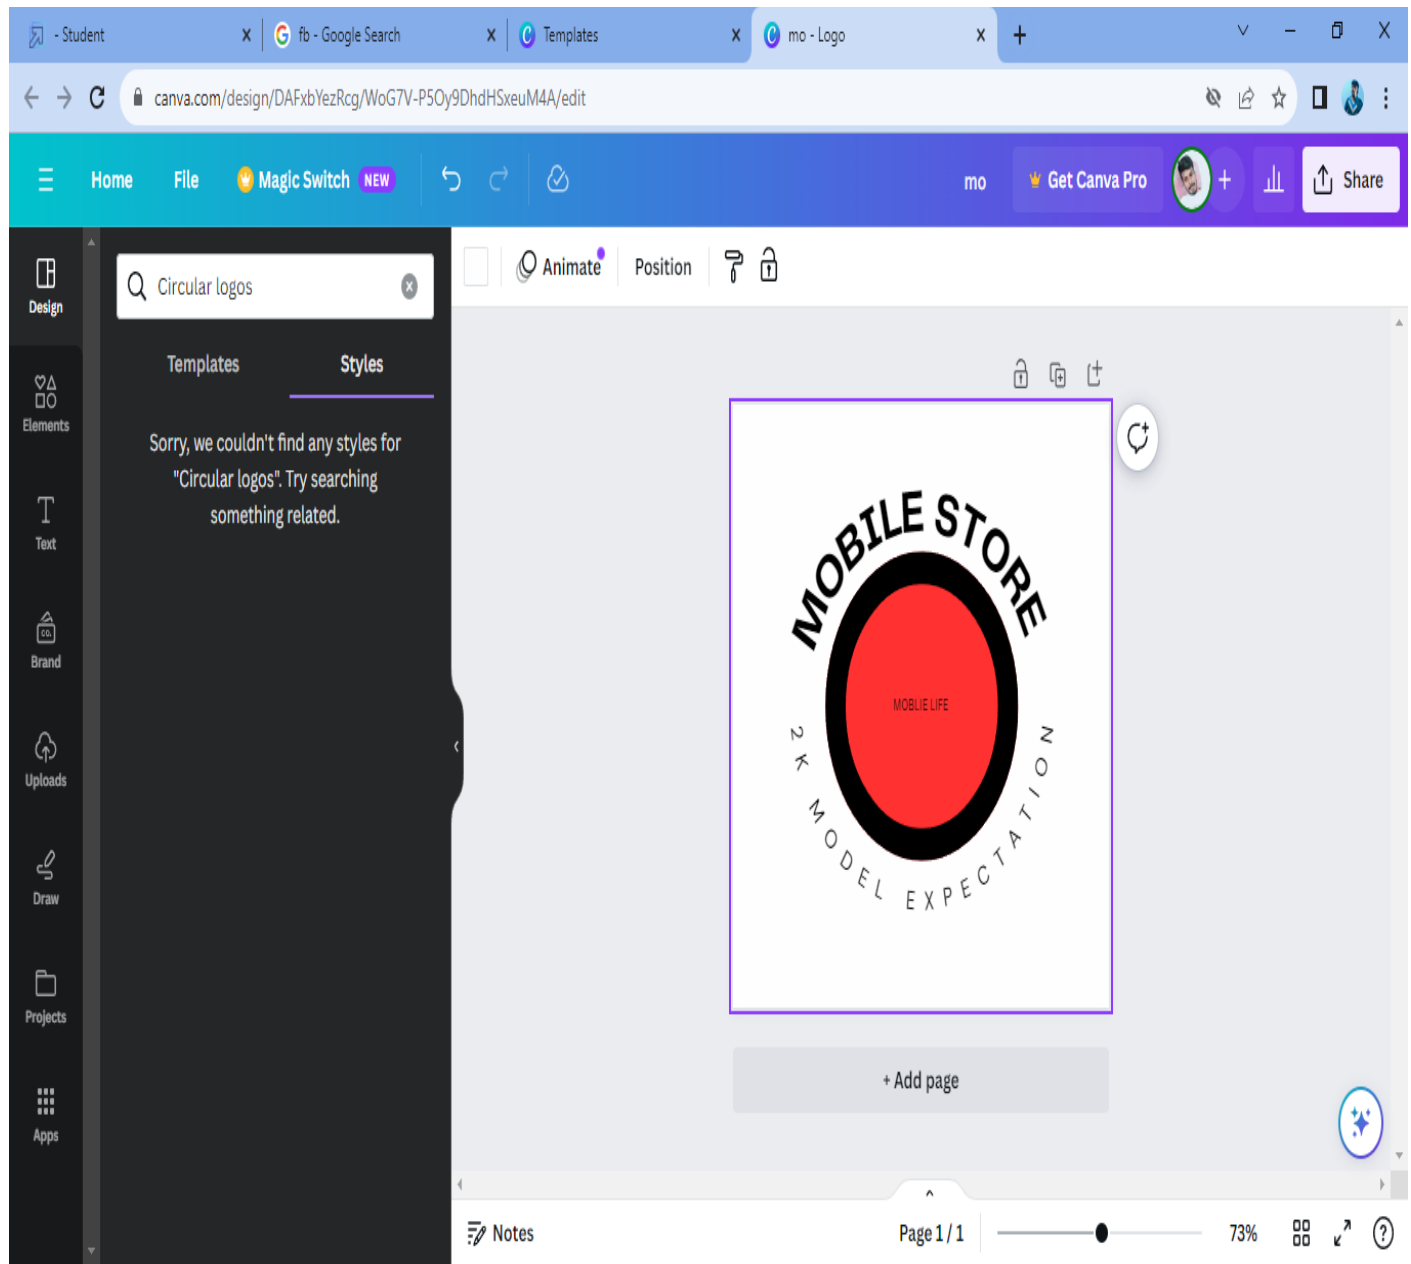 - Student
fb - Google Search
Templates
mo - Logo
canva.com/design/DAFxbYezRcg/WoG7V-P5Oy9DhdHSxeuM4A/edit
Home
File
Magic Switch
NEW
mo
Get Canva Pro
Share
Design
Elements
Text
CO.
Brand
Uploads
Draw
Projects
Apps
Circular logos
Templates
Styles
Sorry, we couldn't find any styles for
"Circular logos". Try searching
something related.
Animate
Position
MOBILE STORE
MOBLIE LIFE
2K MODEL EXPECTATION
+ Add page
Notes
Page 1 / 1
73%